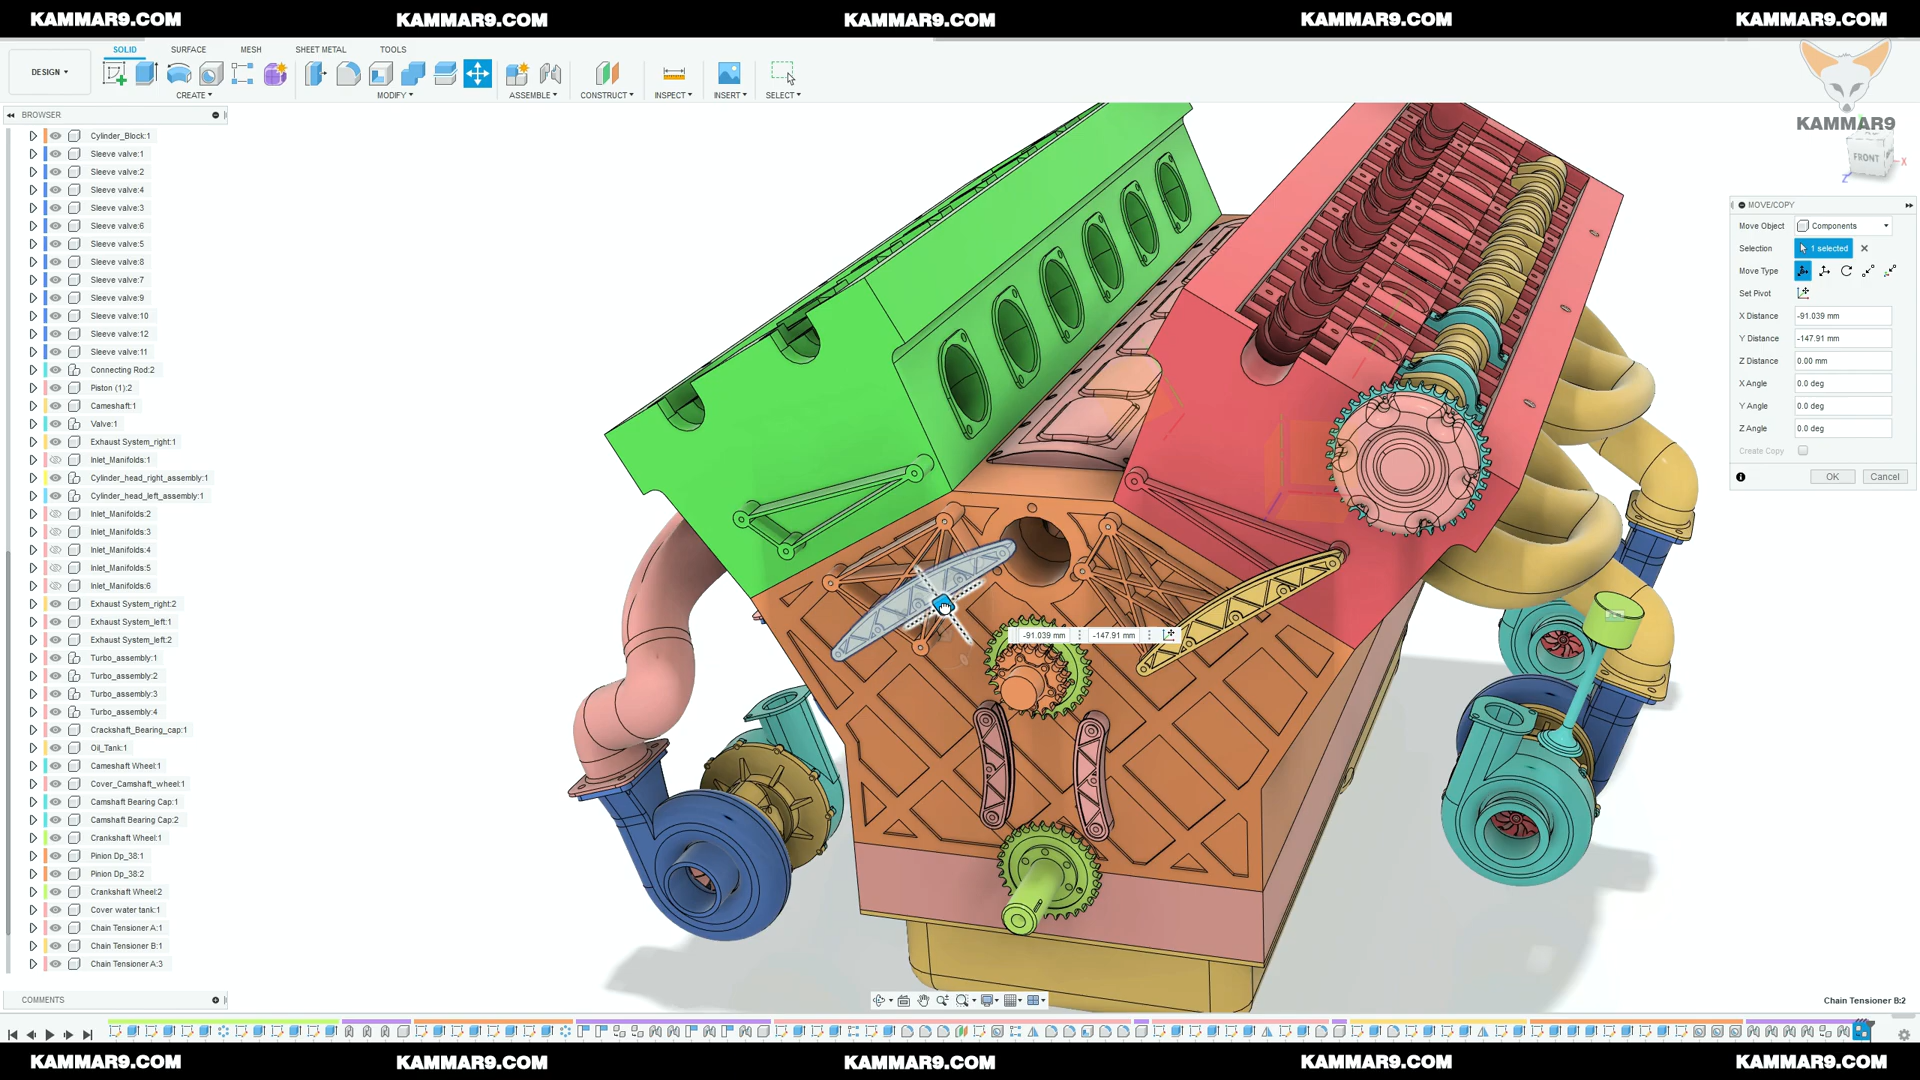 KAMMAR9.COM KAMMAR9.COM KAMMAR9.COM KAMMAR9.COM KAMMAR9.COM
SOLID SURFACE MESH SHEET METAL TOOLS
DESIGN
CREATE MODIFY ASSEMBLE CONSTRUCT INSPECT INSERT SELECT
KAMMAR9
FRONT
X
Z
BROWSER
Cylinder_Block:1
Sleeve valve:1
Sleeve valve:2
Sleeve valve:4
Sleeve valve:3
Sleeve valve:6
Sleeve valve:5
Sleeve valve:8
Sleeve valve:7
Sleeve valve:9
Sleeve valve:10
Sleeve valve:12
Sleeve valve:11
Connecting Rod:2
Piston (1):2
Cameshaft:1
Valve:1
Exhaust System_right:1
Inlet_Manifolds:1
Cylinder_head_right_assembly:1
Cylinder_head_left_assembly:1
Inlet_Manifolds:2
Inlet_Manifolds:3
Inlet_Manifolds:4
Inlet_Manifolds:5
Inlet_Manifolds:6
Exhaust System_right:2
Exhaust System_left:1
Exhaust System_left:2
Turbo_assembly:1
Turbo_assembly:2
Turbo_assembly:3
Turbo_assembly:4
Crackshaft_Bearing_cap:1
Oil_Tank:1
Cameshaft Wheel:1
Cover_Camshaft_wheel:1
Camshaft Bearing Cap:1
Camshaft Bearing Cap:2
Crankshaft Wheel:1
Pinion Dp_38:1
Pinion Dp_38:2
Crankshaft Wheel:2
Cover water tank:1
Chain Tensioner A:1
Chain Tensioner B:1
Chain Tensioner A:3
COMMENTS
MOVE/COPY
Move Object Components
Selection 1 selected
Move Type
Set Pivot
X Distance -91.039 mm
Y Distance -147.91 mm
Z Distance 0.00 mm
X Angle 0.0 deg
Y Angle 0.0 deg
Z Angle 0.0 deg
Create Copy
OK Cancel
-91.039 mm -147.91 mm
Chain Tensioner B:2
KAMMAR9.COM KAMMAR9.COM KAMMAR9.COM KAMMAR9.COM KAMMAR9.COM